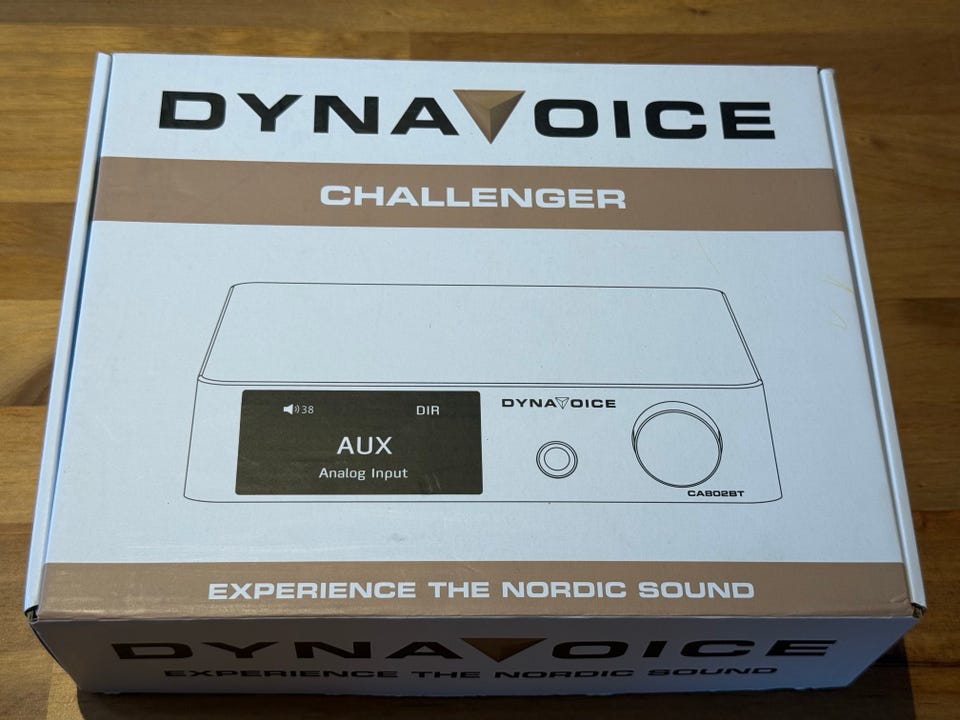 DYNAVOICE
CHALLENGER
38 DIR
AUX
Analog Input
DYNAVOICE
CA802BT
EXPERIENCE THE NORDIC SOUND
DYNAVOICE
EXPERIENCE THE NORDIC SOUND